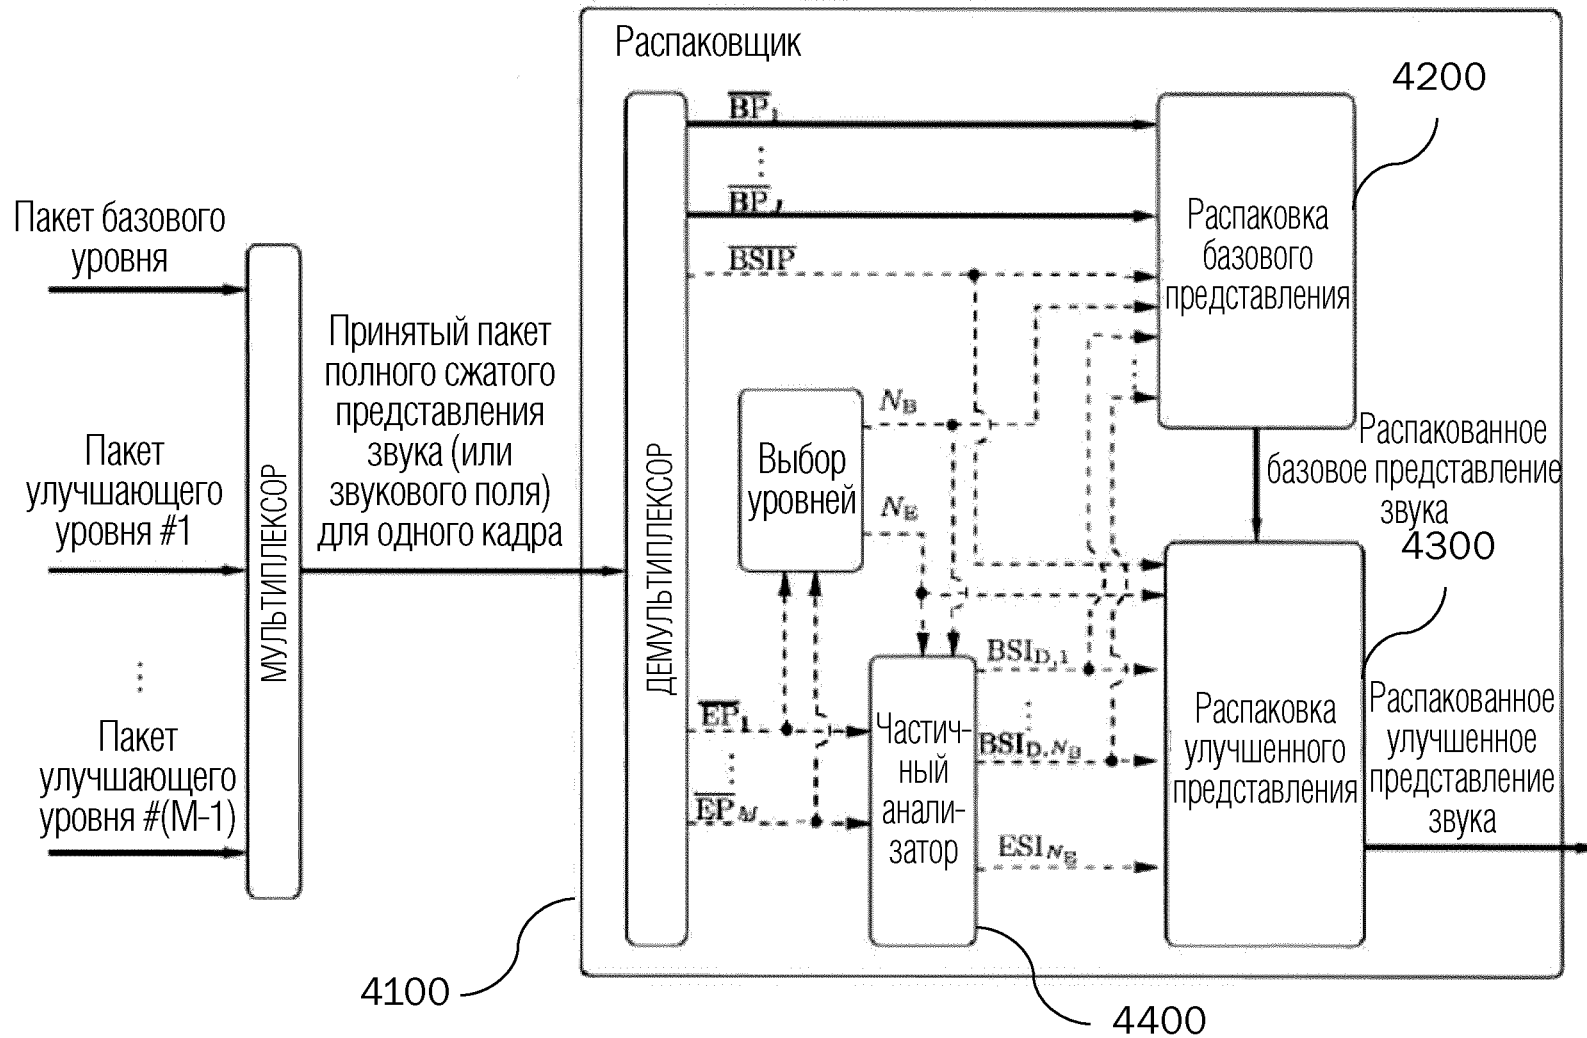 Распаковщик
4200
BP1
BPJ
BSIP
Распаковка
базового
представления
Пакет базового
уровня
Принятый пакет
полного сжатого
представления
звука (или
звукового поля)
для одного кадра
Пакет
улучшающего
уровня #1
Пакет
улучшающего
уровня #(M-1)
МУЛЬТИПЛЕКСОР
ДЕМУЛЬТИПЛЕКСОР
Выбор
уровней
NB
NE
Распакованное
базовое представление
звука
4300
BSID,1
BSID,NB
ESINE
EP1
EPM
Частич-
ный
анали-
затор
Распаковка
улучшенного
представления
Распакованное
улучшенное
представление
звука
4100
4400